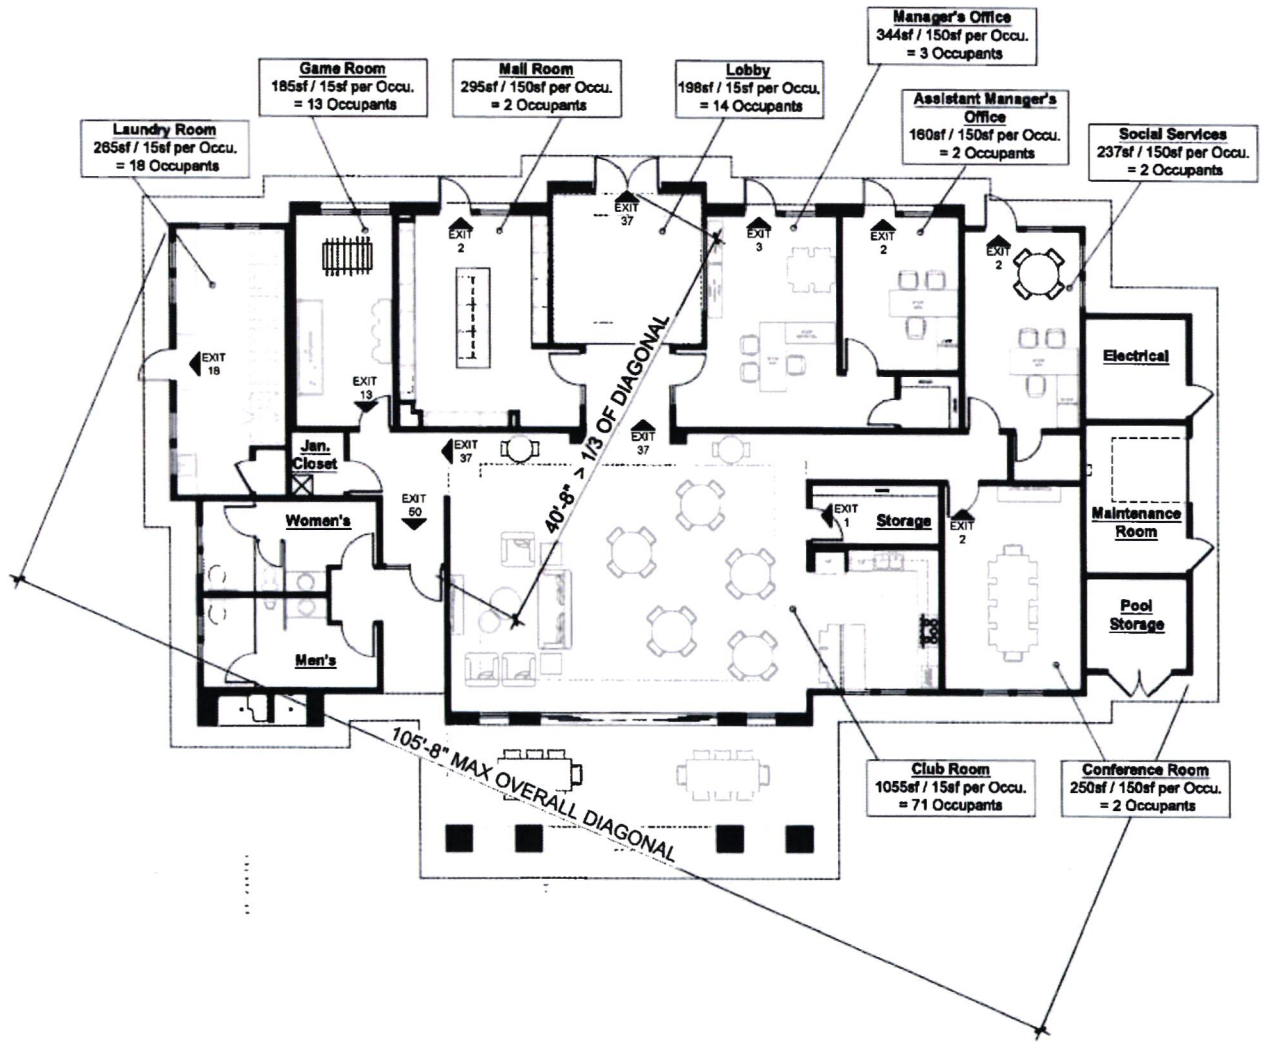 Manager's Office
344sf / 150sf per Occu.
= 3 Occupants
Game Room
185sf / 15sf per Occu.
= 13 Occupants
Mail Room
295sf / 150sf per Occu.
= 2 Occupants
Lobby
198sf / 15sf per Occu.
= 14 Occupants
Assistant Manager's
Office
160sf / 150sf per Occu.
= 2 Occupants
Laundry Room
265sf / 15sf per Occu.
= 18 Occupants
Social Services
237sf / 150sf per Occu.
= 2 Occupants
EXIT
37
EXIT
2
EXIT
3
EXIT
2
EXIT
2
EXIT
18
EXIT
13
Electrical
40'-8" > 1/3 OF DIAGONAL
Jan.
Closet
EXIT
37
EXIT
37
EXIT
50
Women's
EXIT
1
Storage
EXIT
2
Maintenance
Room
Pool
Storage
Men's
105'-8" MAX OVERALL DIAGONAL
Club Room
1055sf / 15sf per Occu.
= 71 Occupants
Conference Room
250sf / 150sf per Occu.
= 2 Occupants